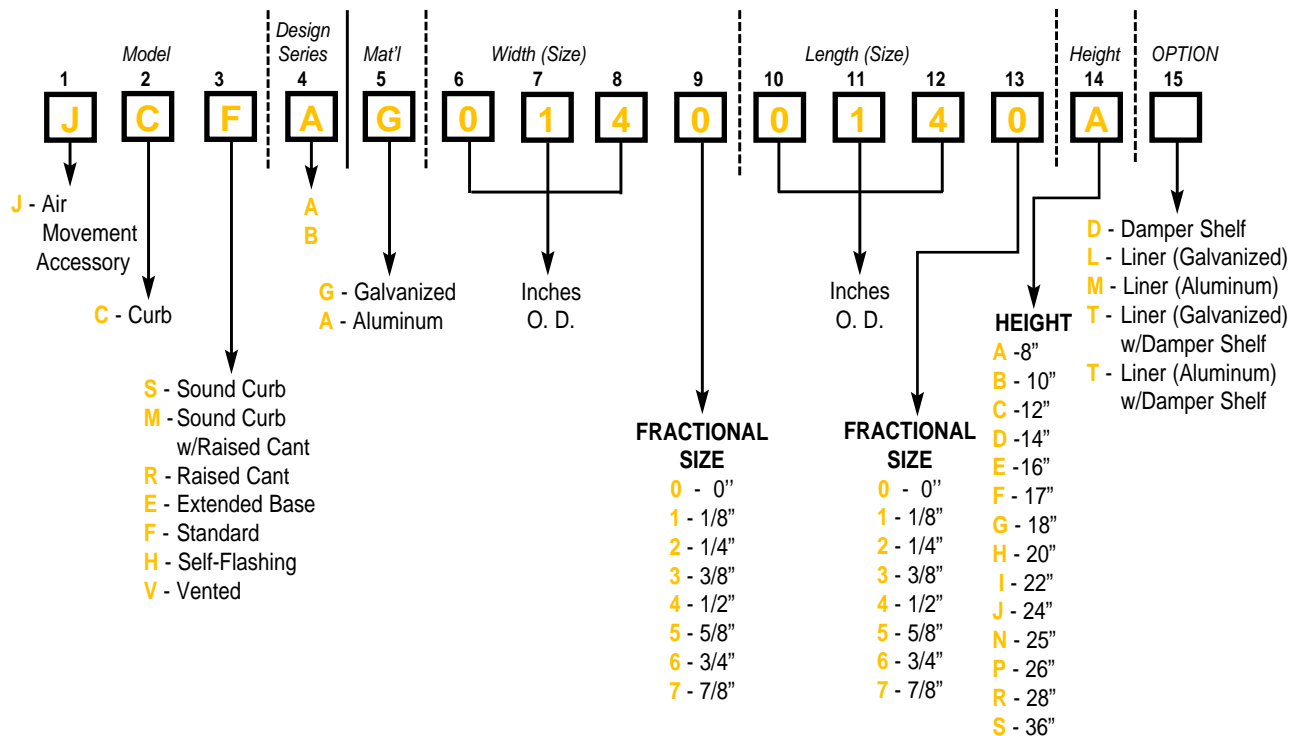 Model
Design
Series
Mat'l
Width (Size)
Length (Size)
Height
OPTION
1 2 3 4 5 6 7 8 9 10 11 12 13 14 15
J C F A G 0 1 4 0 0 1 4 0 A
J - Air
Movement
Accessory
C - Curb
S - Sound Curb
M - Sound Curb
w/Raised Cant
R - Raised Cant
E - Extended Base
F - Standard
H - Self-Flashing
V - Vented
A
B
G - Galvanized
A - Aluminum
Inches
O. D.
FRACTIONAL
SIZE
0 - 0’’
1 - 1/8”
2 - 1/4”
3 - 3/8”
4 - 1/2”
5 - 5/8”
6 - 3/4”
7 - 7/8”
Inches
O. D.
FRACTIONAL
SIZE
0 - 0’’
1 - 1/8”
2 - 1/4”
3 - 3/8”
4 - 1/2”
5 - 5/8”
6 - 3/4”
7 - 7/8”
HEIGHT
A -8”
B - 10”
C -12”
D -14”
E -16”
F - 17”
G - 18”
H - 20”
I - 22”
J - 24”
N - 25”
P - 26”
R - 28”
S - 36”
D - Damper Shelf
L - Liner (Galvanized)
M - Liner (Aluminum)
T - Liner (Galvanized)
w/Damper Shelf
T - Liner (Aluminum)
w/Damper Shelf